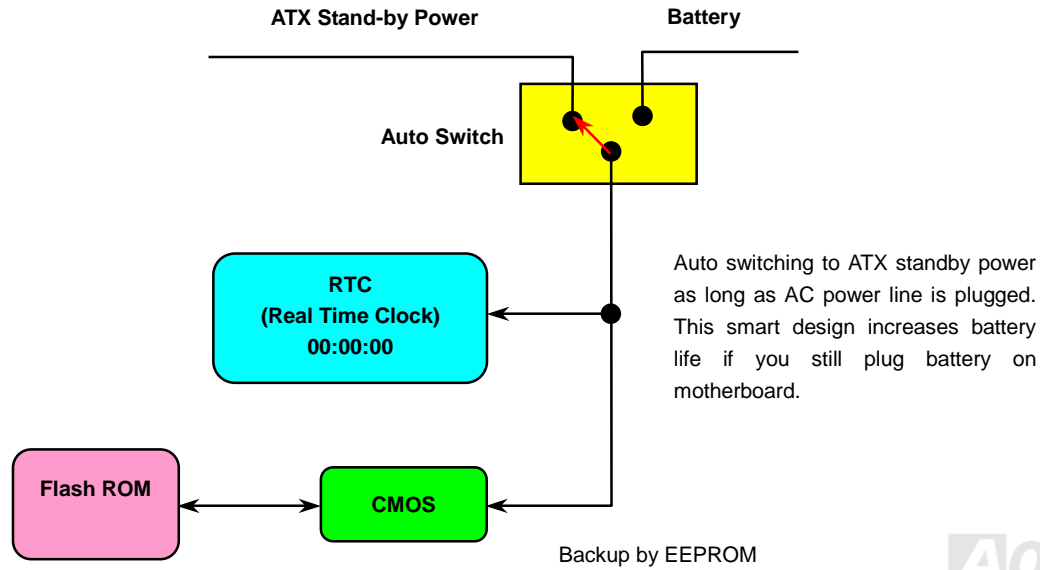 ATX Stand-by Power
Battery
Auto Switch
RTC
(Real Time Clock)
00:00:00
Auto switching to ATX standby power
as long as AC power line is plugged.
This smart design increases battery
life if you still plug battery on
motherboard.
Flash ROM
CMOS
Backup by EEPROM